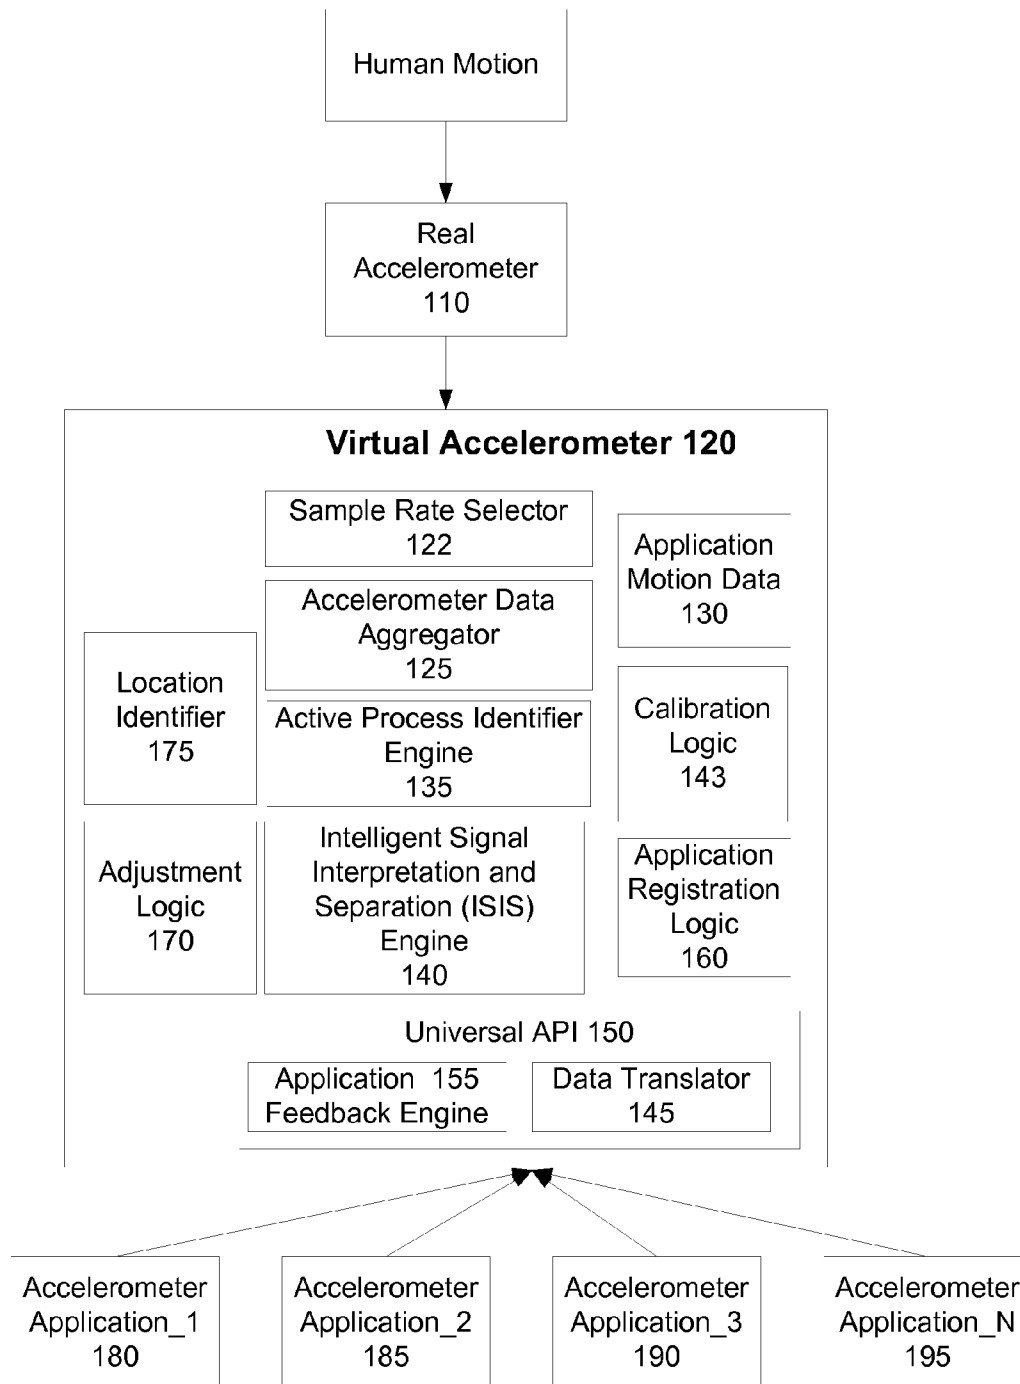 Human Motion
Real
Accelerometer
110
Virtual Accelerometer 120
Sample Rate Selector
122
Application
Motion Data
130
Accelerometer Data
Aggregator
125
Location
Identifier
175
Active Process Identifier
Engine
135
Calibration
Logic
143
Adjustment
Logic
170
Intelligent Signal
Interpretation and
Separation (ISIS)
Engine
140
Application
Registration
Logic
160
Universal API 150
Application 155
Feedback Engine
Data Translator
145
Accelerometer
Application_1
180
Accelerometer
Application_2
185
Accelerometer
Application_3
190
Accelerometer
Application_N
195